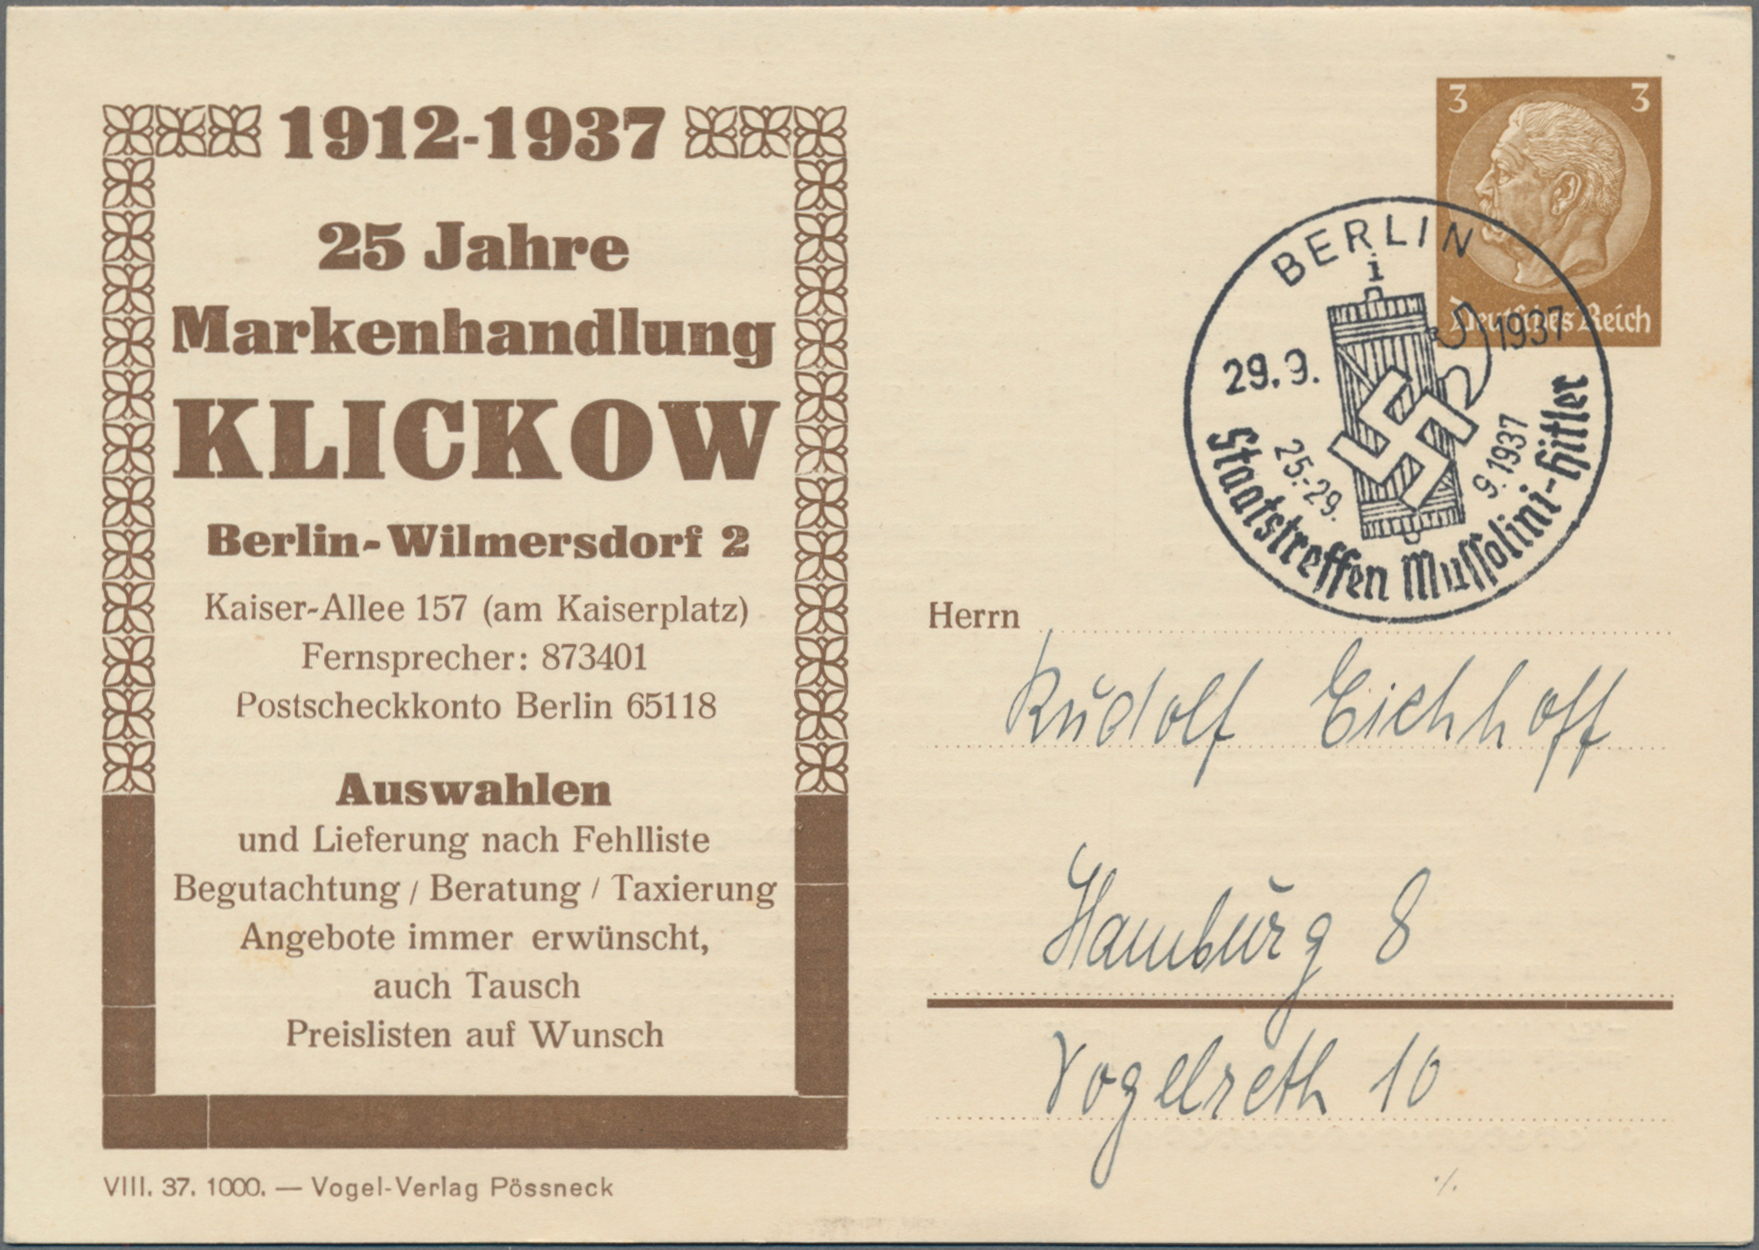 1912-1937
25 Jahre
Markenhandlung
KLICKOW
Berlin-Wilmersdorf 2
Kaiser-Allee 157 (am Kaiserplatz)
Fernsprecher: 873401
Postscheckkonto Berlin 65118
Auswahlen
und Lieferung nach Fehlliste
Begutachtung / Beratung / Taxierung
Angebote immer erwünscht,
auch Tausch
Preislisten auf Wunsch
VIII. 37. 1000. — Vogel-Verlag Pössneck
3 3
Deutsches Reich
BERLIN
i
29.9. 1937
25.-29. 9.1937
Staatstreffen Mussolini-Hitler
Herrn
Rudolf Eichhoff
Hamburg 8
Vogelreth 10